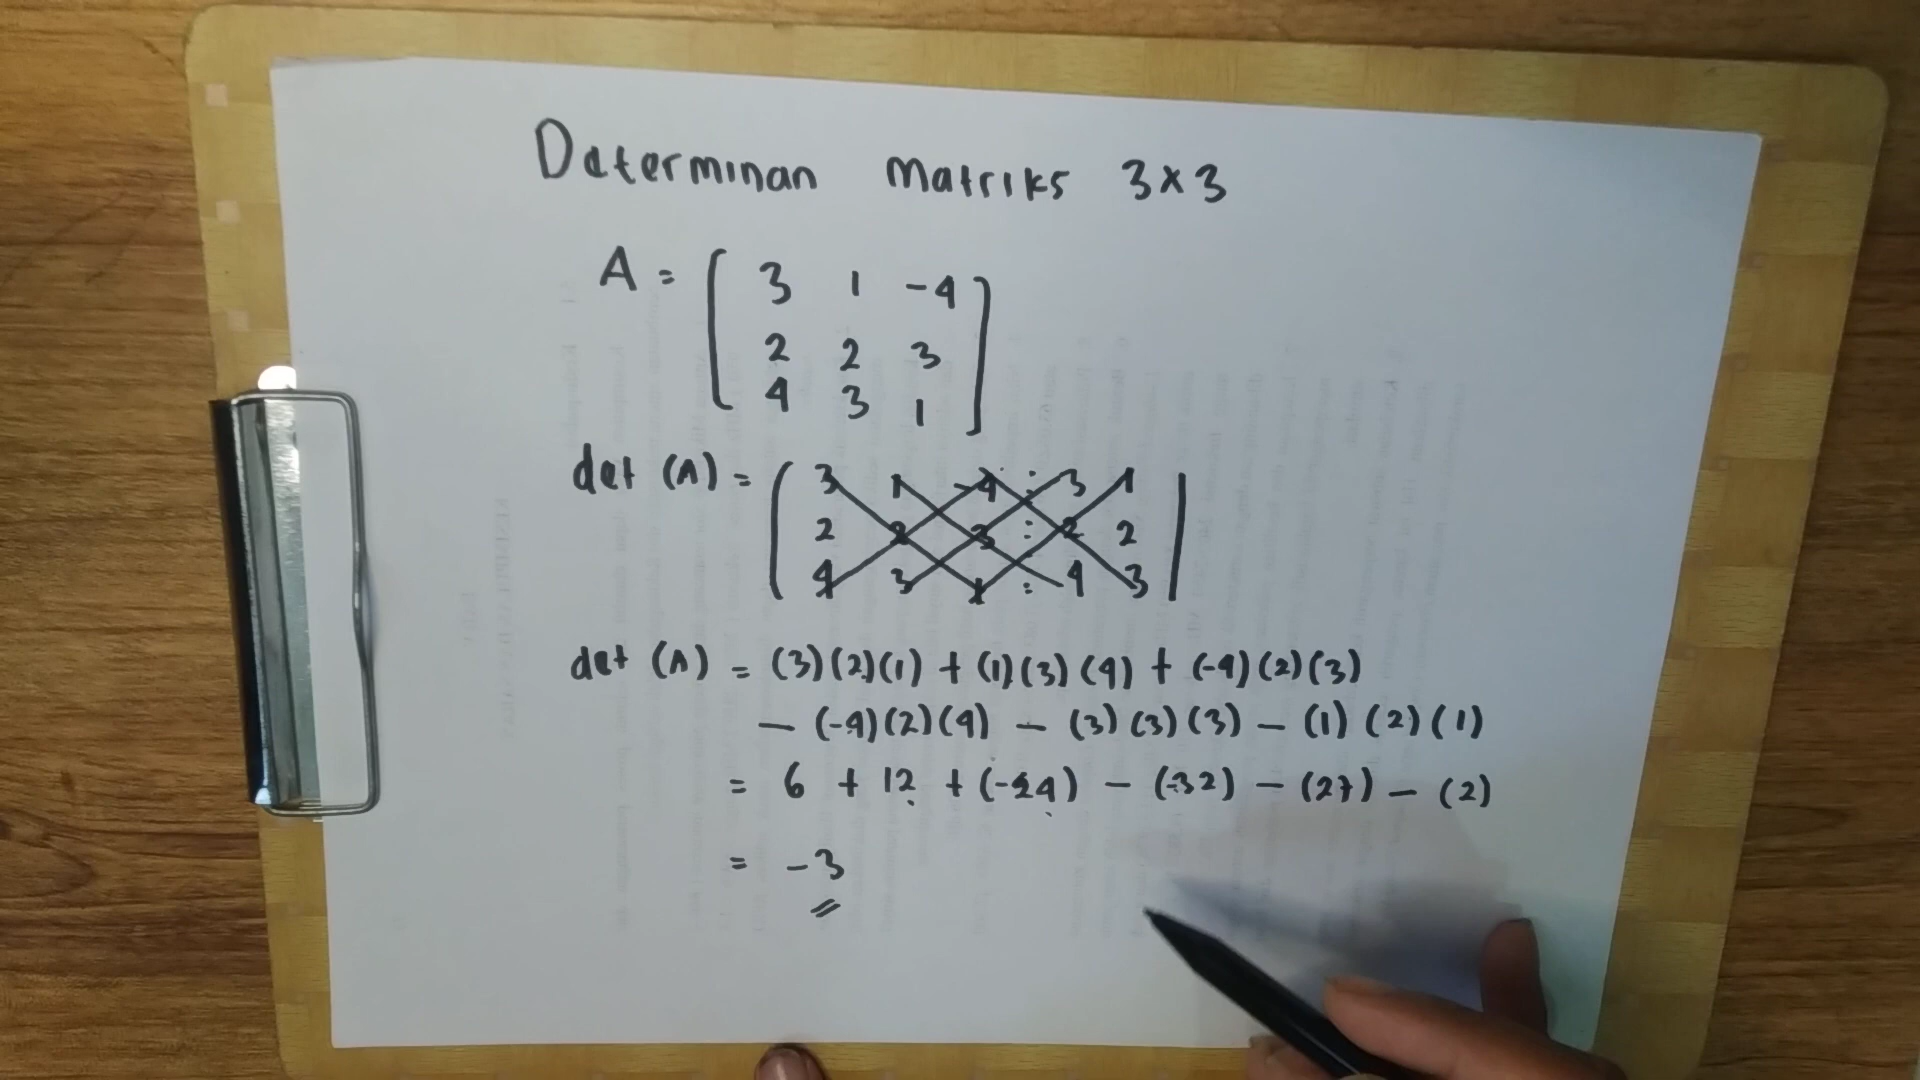 Determinan Matriks 3x3
A = [ 3 1 -4
2 2 3
4 3 1 ]
det (A) = | 3 1 -4 : 3 1 |
2 2 3 : 2 2
4 3 1 : 4 3
det (A) = (3)(2)(1) + (1)(3)(4) + (-4)(2)(3)
- (-4)(2)(4) - (3)(3)(3) - (1)(2)(1)
= 6 + 12 + (-24) - (-32) - (27) - (2)
= -3